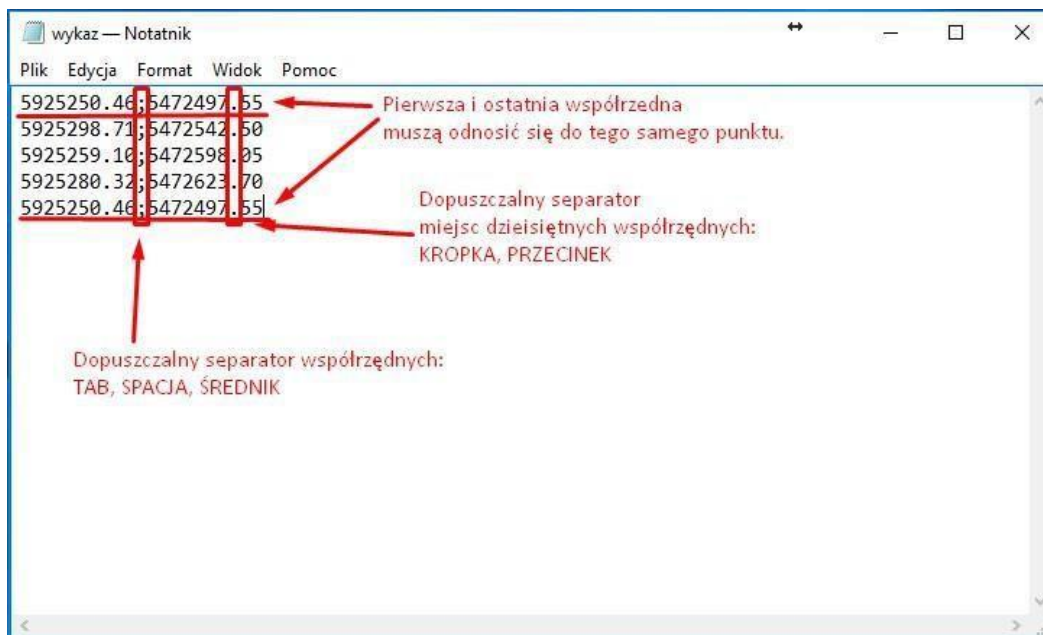 wykaz — Notatnik
Plik Edycja Format Widok Pomoc
5925250.46;5472497.55
5925298.71;5472542.50
5925259.10;5472598.05
5925280.32;5472623.70
5925250.46;5472497.55
Pierwsza i ostatnia współrzedna
muszą odnosić się do tego samego punktu.
Dopuszczalny separator
miejsc dzieisiętnych współrzędnych:
KROPKA, PRZECINEK
Dopuszczalny separator współrzędnych:
TAB, SPACJA, ŚREDNIK